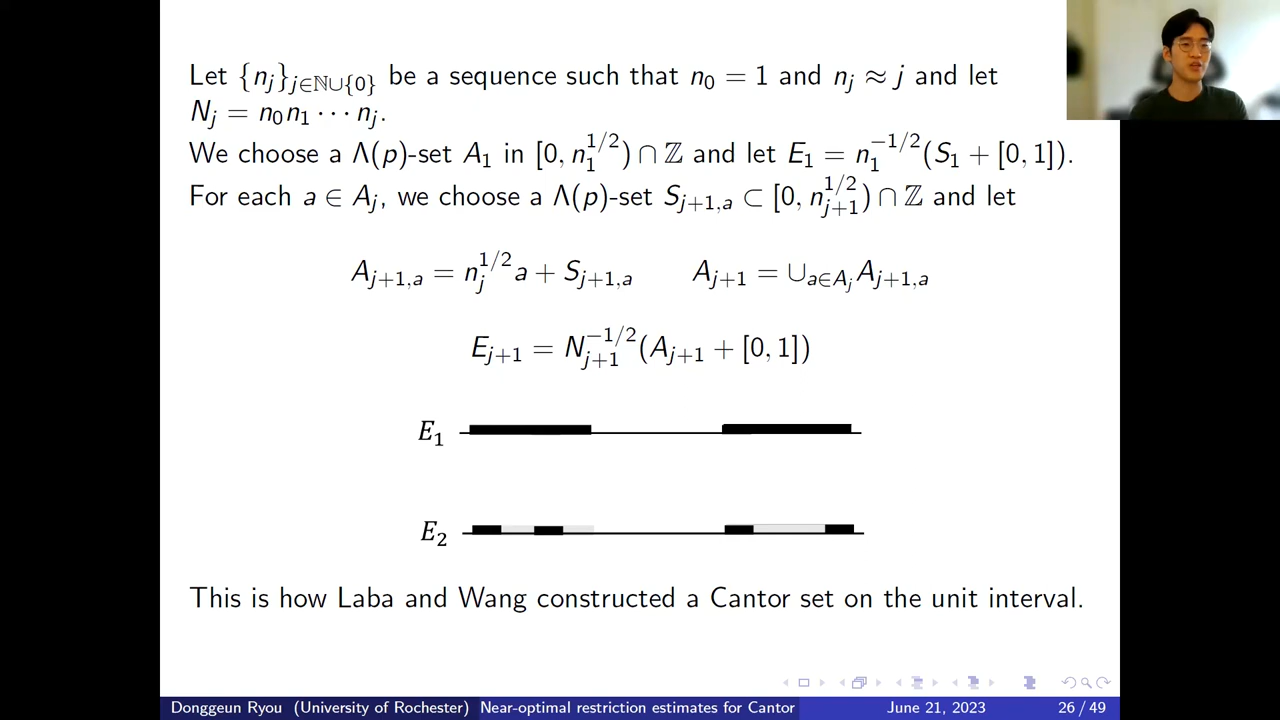 Let {n_j}_{j∈ℕ∪{0}} be a sequence such that n_0 = 1 and n_j ≈ j and let
N_j = n_0 n_1 ⋯ n_j.
We choose a Λ(p)-set A_1 in [0, n_1^{1/2}) ∩ ℤ and let E_1 = n_1^{-1/2}(S_1 + [0, 1]).
For each a ∈ A_j, we choose a Λ(p)-set S_{j+1,a} ⊂ [0, n_{j+1}^{1/2}) ∩ ℤ and let
A_{j+1,a} = n_j^{1/2} a + S_{j+1,a} A_{j+1} = ∪_{a∈A_j} A_{j+1,a}
E_{j+1} = N_{j+1}^{-1/2}(A_{j+1} + [0, 1])
E_1
E_2
This is how Laba and Wang constructed a Cantor set on the unit interval.
Donggeun Ryou (University of Rochester) Near-optimal restriction estimates for Cantor June 21, 2023 26 / 49